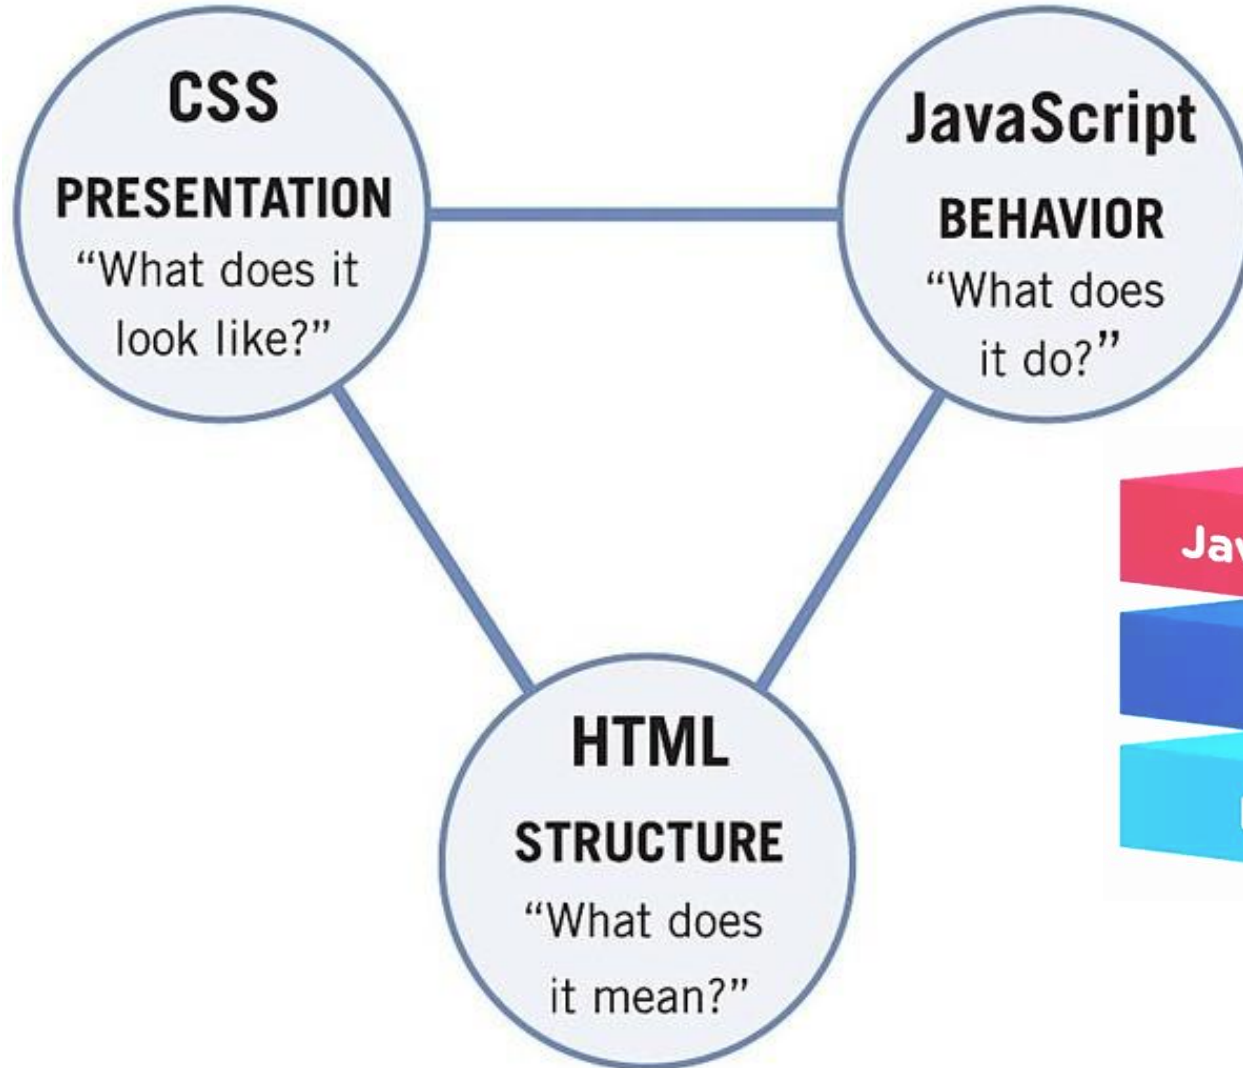 CSS
PRESENTATION
“What does it
look like?”
JavaScript
BEHAVIOR
“What does
it do?”
HTML
STRUCTURE
“What does
it mean?”